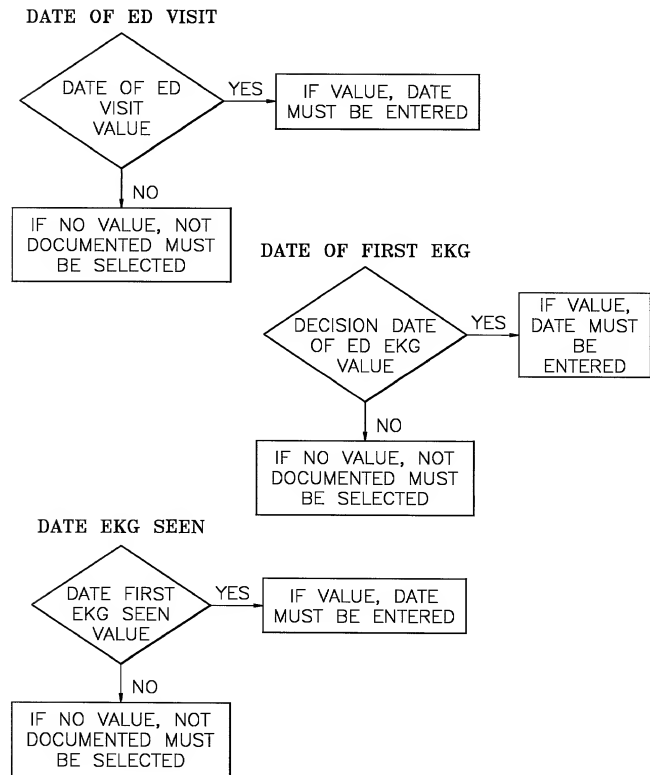 DATE OF ED VISIT
DATE OF ED
VISIT
VALUE
YES
IF VALUE, DATE
MUST BE ENTERED
NO
IF NO VALUE, NOT
DOCUMENTED MUST
BE SELECTED
DATE OF FIRST EKG
DECISION DATE
OF ED EKG
VALUE
YES
IF VALUE,
DATE MUST
BE
ENTERED
NO
IF NO VALUE, NOT
DOCUMENTED MUST
BE SELECTED
DATE EKG SEEN
DATE FIRST
EKG SEEN
VALUE
YES
IF VALUE, DATE
MUST BE ENTERED
NO
IF NO VALUE, NOT
DOCUMENTED MUST
BE SELECTED